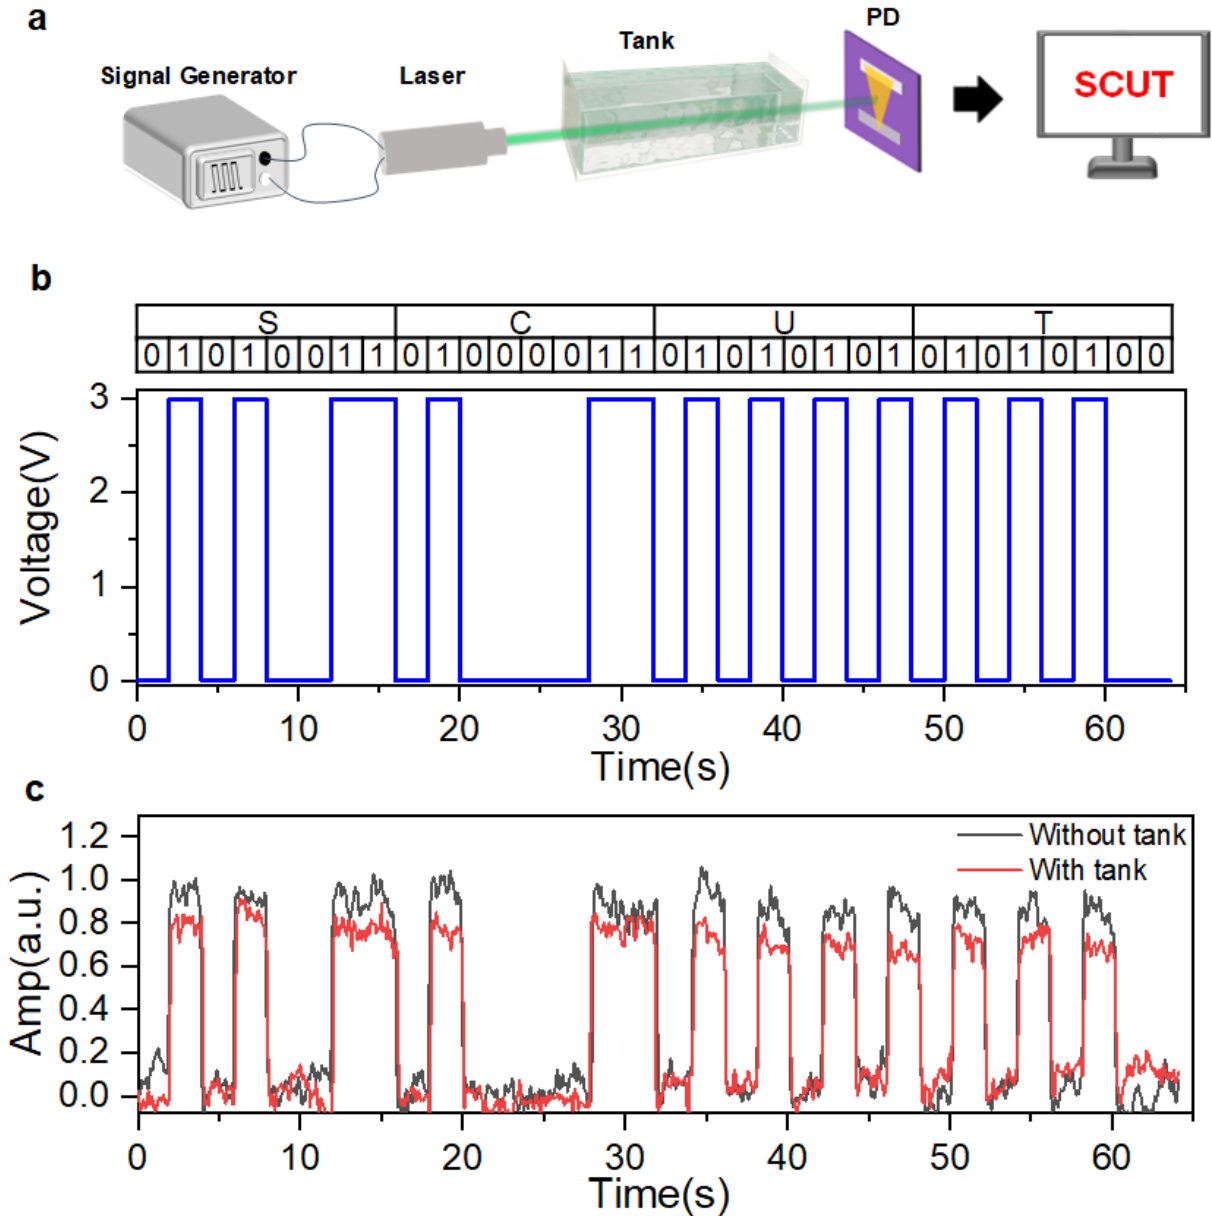 a
Signal Generator
Laser
Tank
PD
SCUT
b
S C U T
0 1 0 1 0 0 1 1 0 1 0 0 0 0 1 1 0 1 0 1 0 1 0 1 0 1 0 1 0 1 0 0
3
2
1
0
Voltage(V)
0 10 20 30 40 50 60
Time(s)
c
Without tank
With tank
1.2
1.0
0.8
0.6
0.4
0.2
0.0
Amp(a.u.)
0 10 20 30 40 50 60
Time(s)